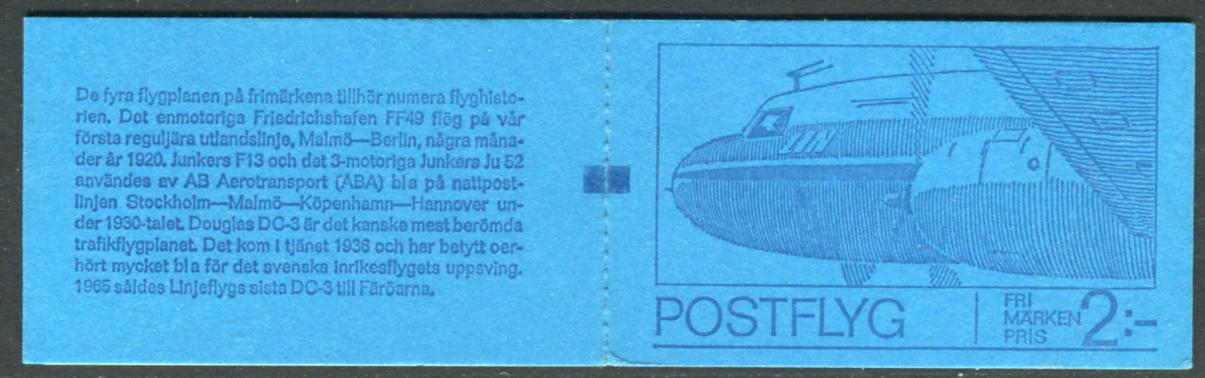 De fyra flygplanen på frimärkena tillhör numera flyghisto-
rien. Det enmotoriga Friedrichshafen FF49 flög på vår
första reguljära utlandslinje, Malmö—Berlin, några måna-
der år 1920. Junkers F13 och det 3-motoriga Junkers Ju 52
användes av AB Aerotransport (ABA) bl a på nattpost-
linjen Stockholm—Malmö—Köpenhamn—Hannover un-
der 1930-talet. Douglas DC-3 är det kanske mest berömda
trafikflygplanet. Det kom i tjänst 1936 och har betytt oer-
hört mycket bl a för det svenska inrikesflygets uppsving.
1965 såldes Linjeflygs sista DC-3 till Färöarna.
POSTFLYG
FRI
MÄRKEN
PRIS
2:-